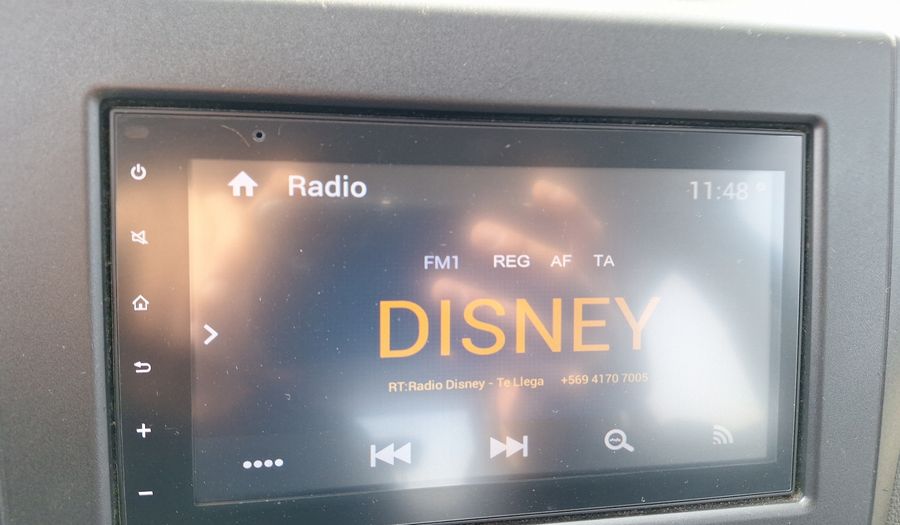 Radio 11:48
FM1 REG AF TA
DISNEY
RT:Radio Disney - Te Llega +569 4170 7005